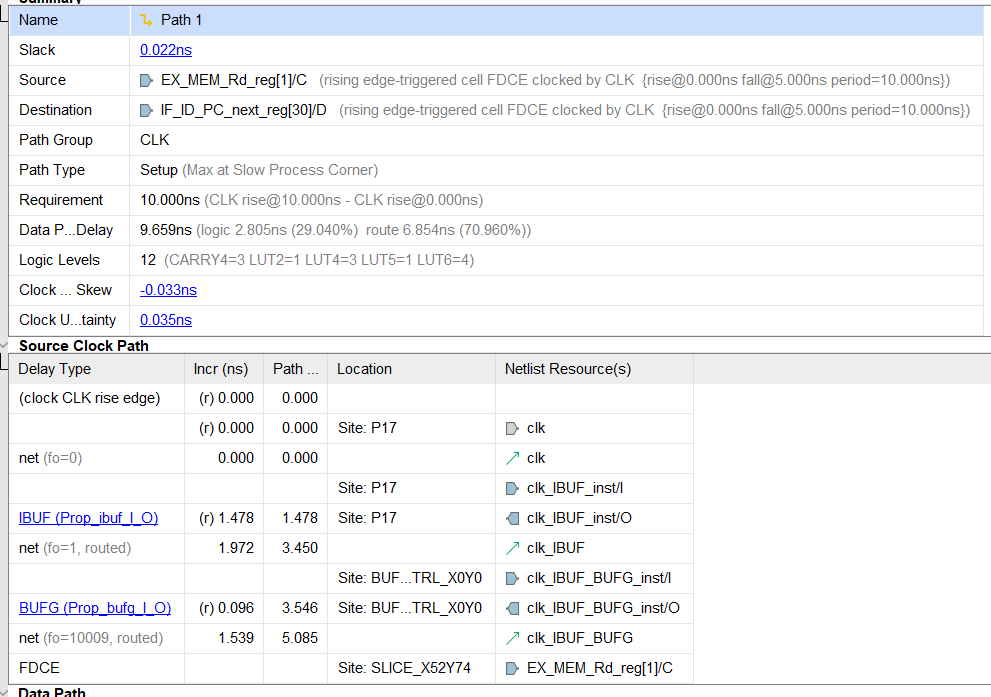 Summary
Name Path 1
Slack 0.022ns
Source EX_MEM_Rd_reg[1]/C (rising edge-triggered cell FDCE clocked by CLK {rise@0.000ns fall@5.000ns period=10.000ns})
Destination IF_ID_PC_next_reg[30]/D (rising edge-triggered cell FDCE clocked by CLK {rise@0.000ns fall@5.000ns period=10.000ns})
Path Group CLK
Path Type Setup (Max at Slow Process Corner)
Requirement 10.000ns (CLK rise@10.000ns - CLK rise@0.000ns)
Data P...Delay 9.659ns (logic 2.805ns (29.040%) route 6.854ns (70.960%))
Logic Levels 12 (CARRY4=3 LUT2=1 LUT4=3 LUT5=1 LUT6=4)
Clock ... Skew -0.033ns
Clock U...tainty 0.035ns
Source Clock Path
Delay Type Incr (ns) Path ... Location Netlist Resource(s)
(clock CLK rise edge) (r) 0.000 0.000
(r) 0.000 0.000 Site: P17 clk
net (fo=0) 0.000 0.000 clk
Site: P17 clk_IBUF_inst/I
IBUF (Prop_ibuf_I_O) (r) 1.478 1.478 Site: P17 clk_IBUF_inst/O
net (fo=1, routed) 1.972 3.450 clk_IBUF
Site: BUF...TRL_X0Y0 clk_IBUF_BUFG_inst/I
BUFG (Prop_bufg_I_O) (r) 0.096 3.546 Site: BUF...TRL_X0Y0 clk_IBUF_BUFG_inst/O
net (fo=10009, routed) 1.539 5.085 clk_IBUF_BUFG
FDCE Site: SLICE_X52Y74 EX_MEM_Rd_reg[1]/C
Data Path